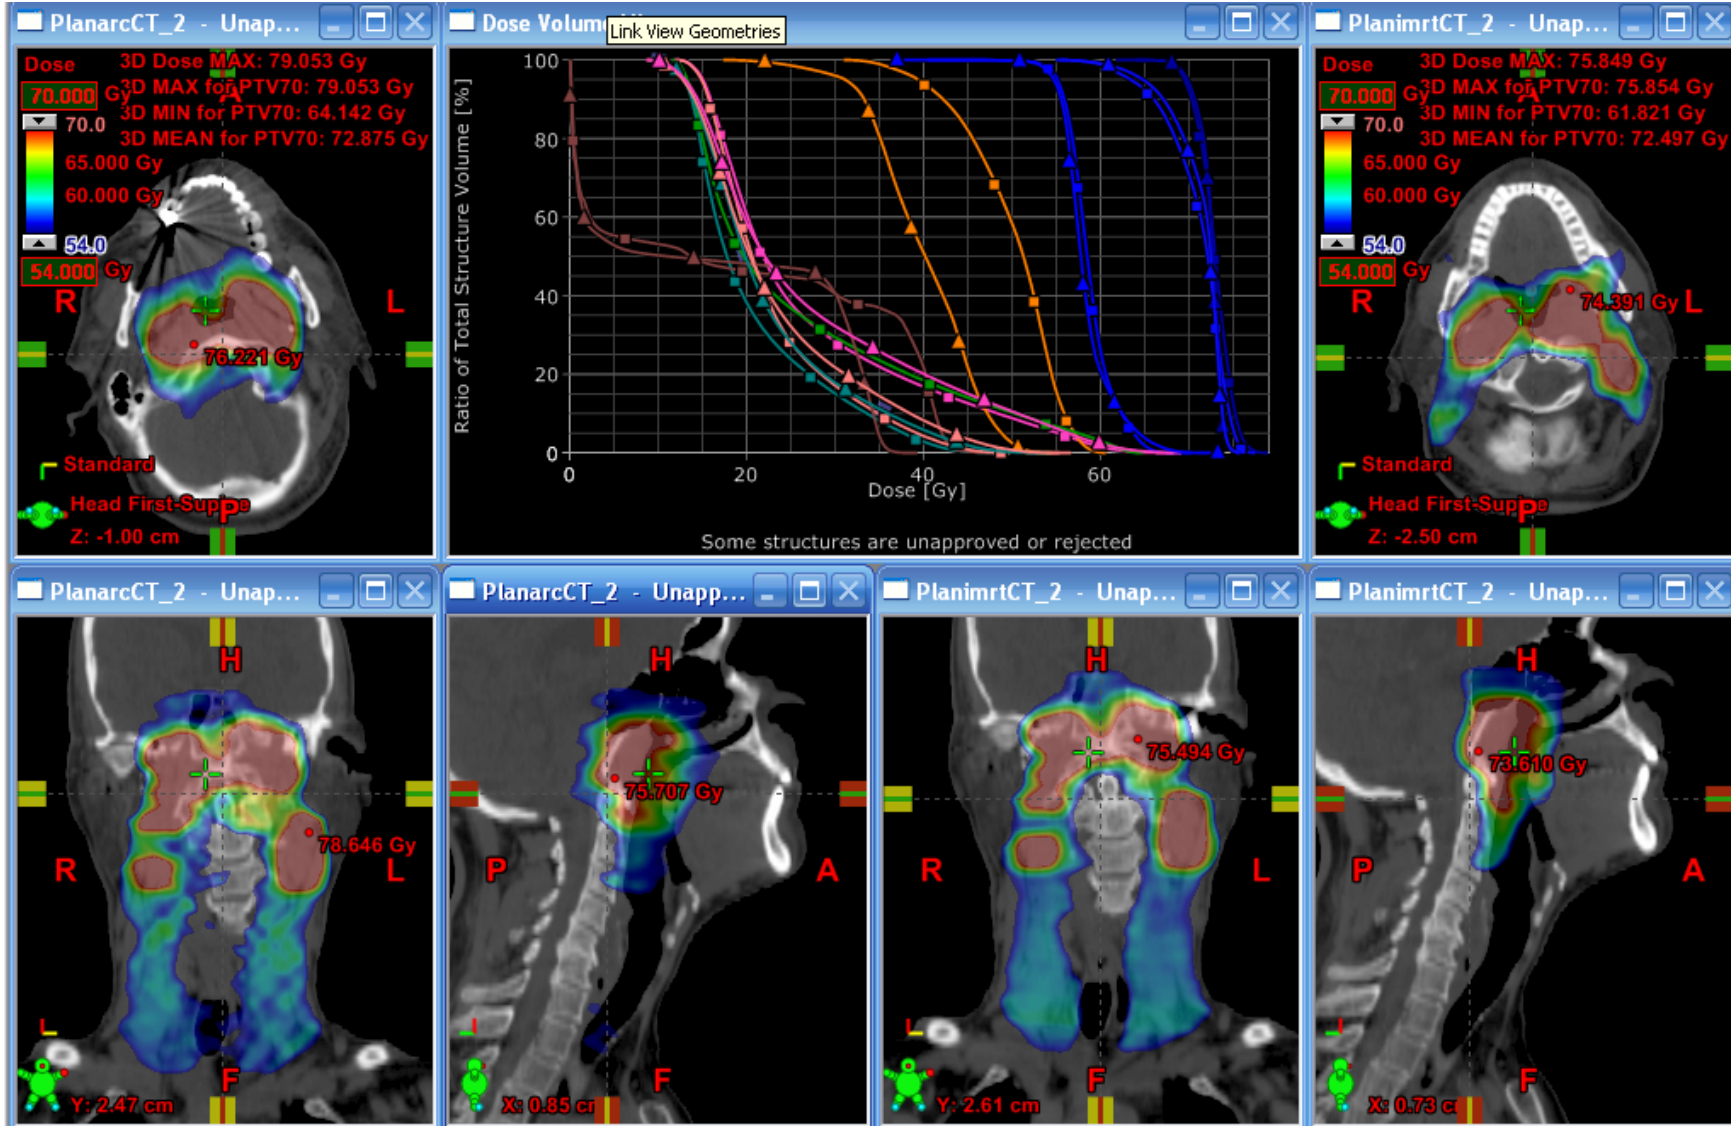 PlanarcCT_2 - Unap...
Dose
3D Dose MAX: 79.053 Gy
70.000 Gy
3D MAX for PTV70: 79.053 Gy
A
70.0
3D MIN for PTV70: 64.142 Gy
3D MEAN for PTV70: 72.875 Gy
65.000 Gy
60.000 Gy
54.0
54.000 Gy
R
L
76.221 Gy
Standard
Head First-Supine
P
Z: -1.00 cm
Dose Volum
Link View Geometries
Ratio of Total Structure Volume [%]
100
80
60
40
20
0
0
20
40
60
Dose [Gy]
Some structures are unapproved or rejected
PlanimrtCT_2 - Unap...
Dose
3D Dose MAX: 75.849 Gy
70.000 Gy
3D MAX for PTV70: 75.854 Gy
A
70.0
3D MIN for PTV70: 61.821 Gy
3D MEAN for PTV70: 72.497 Gy
65.000 Gy
60.000 Gy
54.0
54.000 Gy
R
L
74.391 Gy
Standard
Head First-Supine
P
Z: -2.50 cm
PlanarcCT_2 - Unap...
H
R
78.646 Gy
L
F
Y: 2.47 cm
PlanarcCT_2 - Unapp...
H
75.707 Gy
P
A
F
X: 0.85 c
PlanimrtCT_2 - Unap...
H
75.494 Gy
R
L
F
Y: 2.61 cm
PlanimrtCT_2 - Unap...
H
73.610 Gy
P
A
F
X: 0.73 c